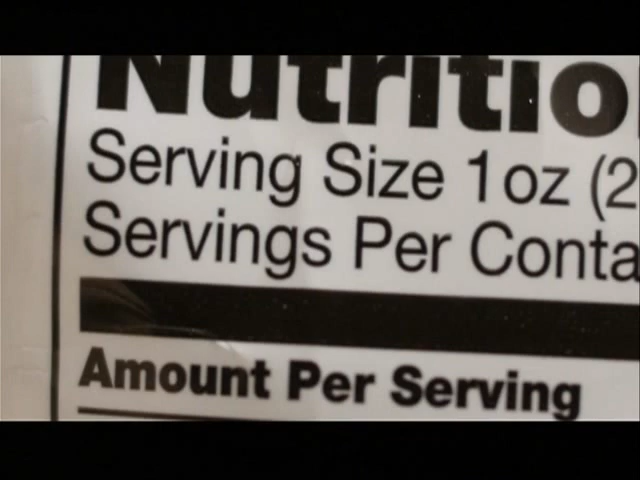 Nutritio
Serving Size 1oz (2
Servings Per Conta
Amount Per Serving